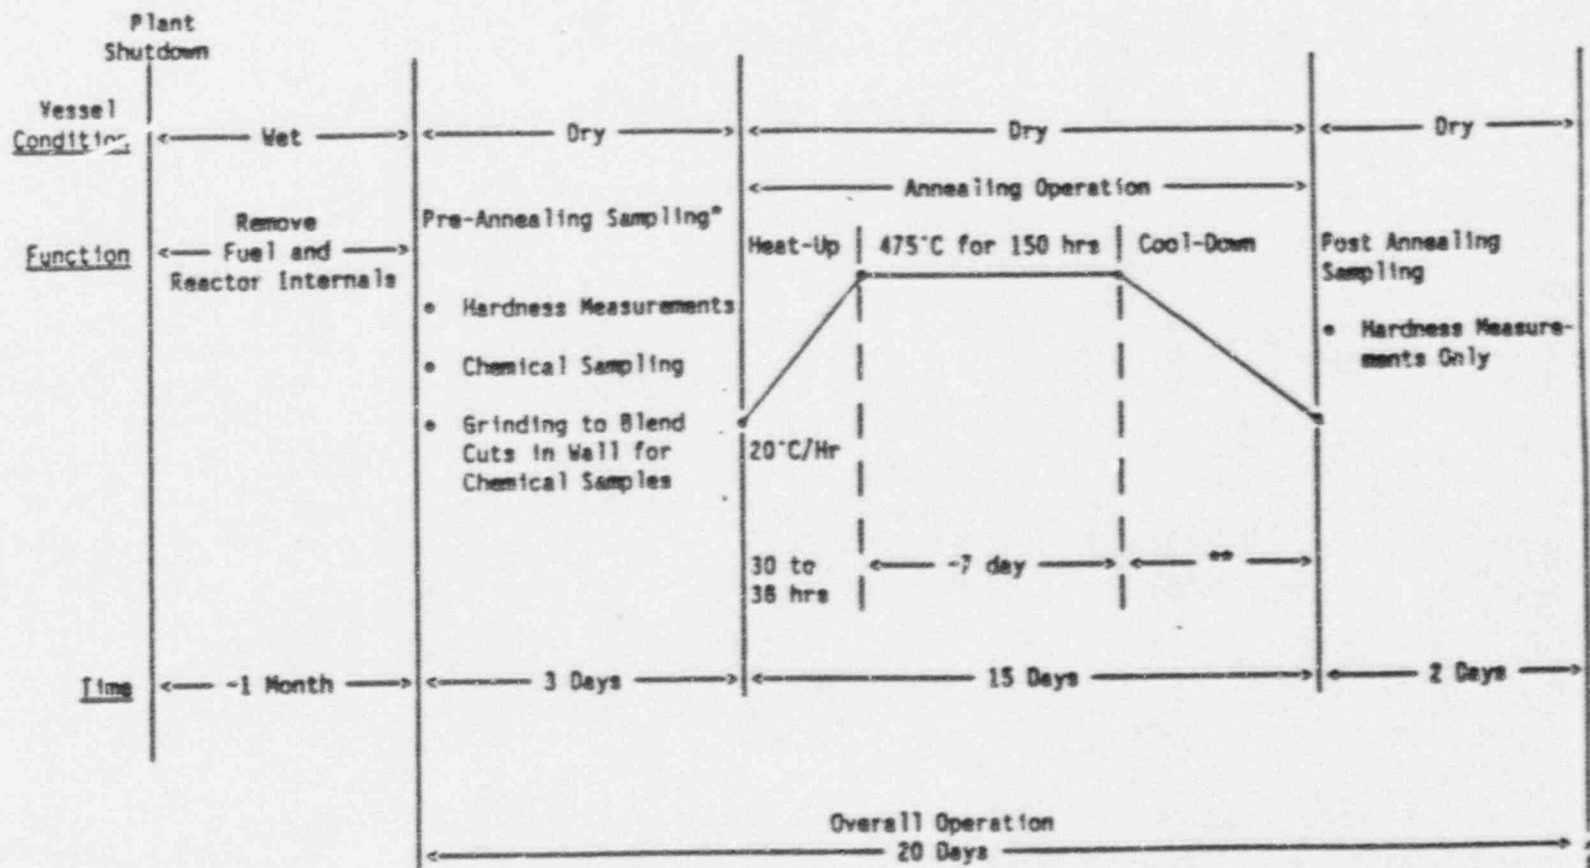 Plant
Shutdown
Vessel
Condition
Wet
Dry
Dry
Dry
Annealing Operation
Function
Remove
Fuel and
Reactor Internals
Pre-Annealing Sampling*
• Hardness Measurements
• Chemical Sampling
• Grinding to Blend
Cuts in Wall for
Chemical Samples
Heat-Up
475°C for 150 hrs
Cool-Down
20°C/Hr
30 to
36 hrs
~7 day
**
Post Annealing
Sampling
• Hardness Measure-
ments Only
Time
~1 Month
3 Days
15 Days
2 Days
Overall Operation
20 Days